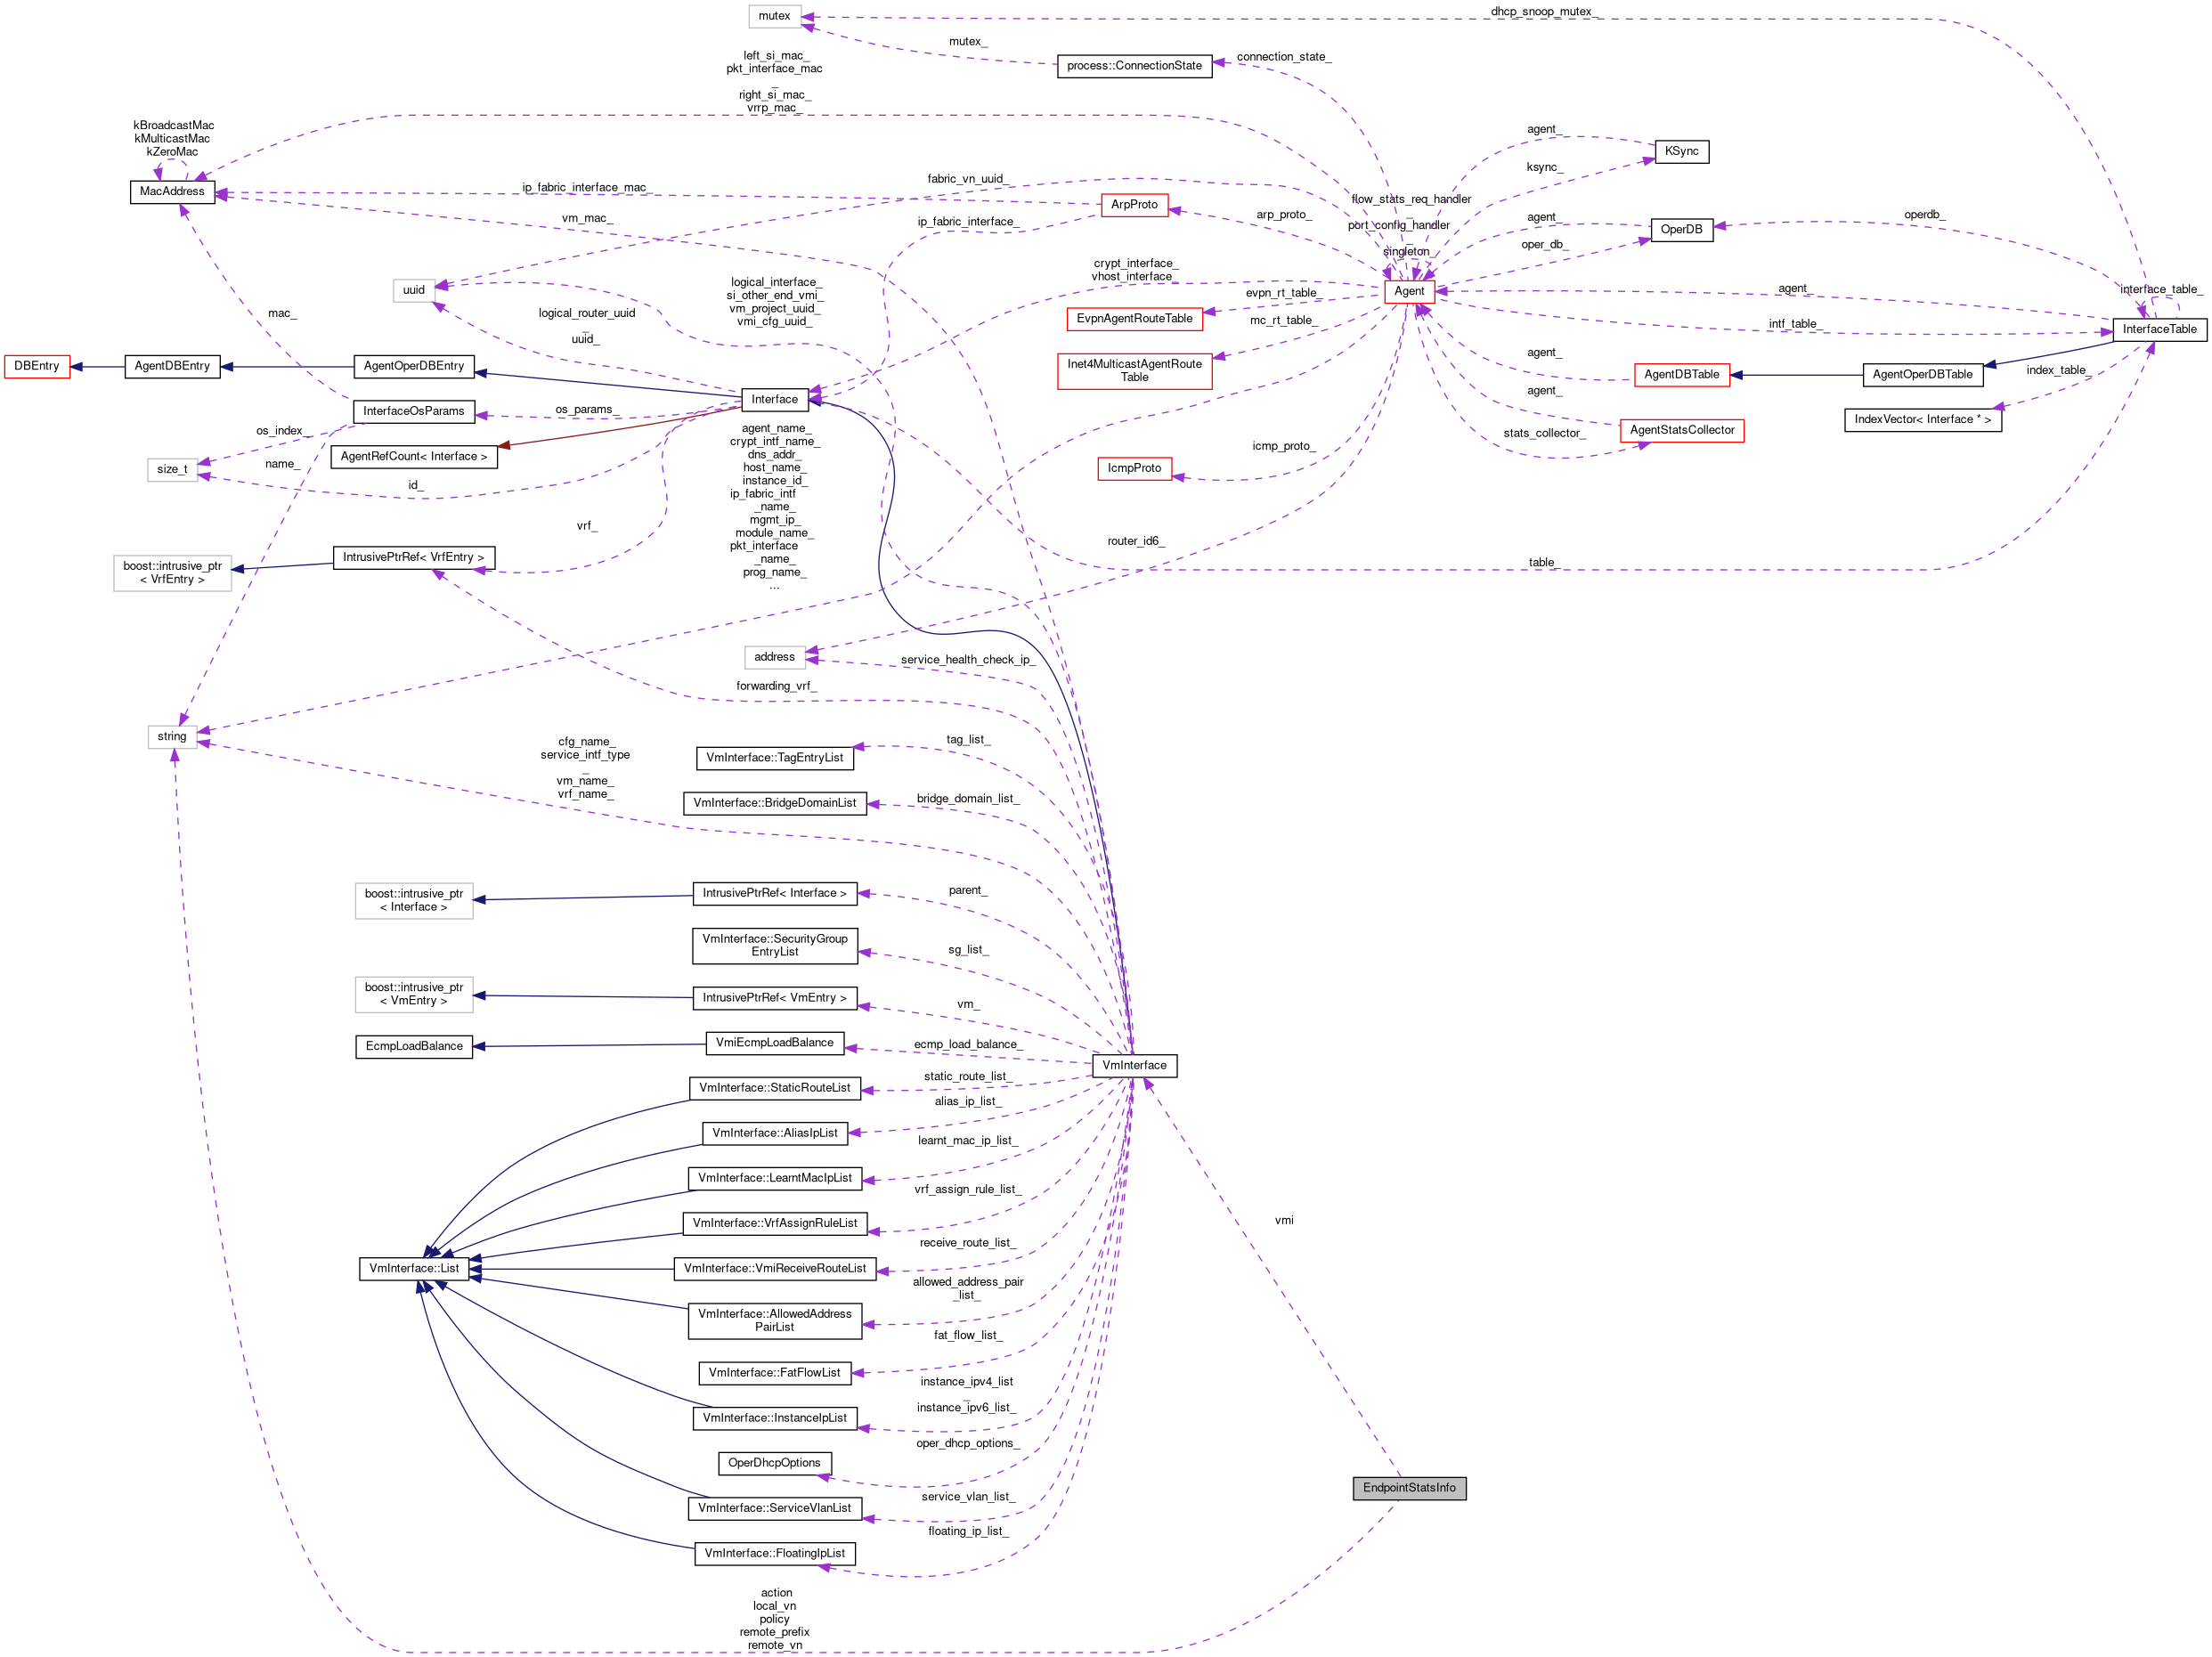 mutex
dhcp_snoop_mutex_
mutex_
process::ConnectionState
connection_state_
left_si_mac_
pkt_interface_mac
_
right_si_mac_
vrrp_mac_
kBroadcastMac
kMulticastMac
kZeroMac
MacAddress
agent_
KSync
ksync_
ip_fabric_interface_mac_
fabric_vn_uuid_
ArpProto
arp_proto_
flow_stats_req_handler
_
port_config_handler
_
singleton_
agent_
OperDB
oper_db_
operdb_
vm_mac_
ip_fabric_interface_
uuid
logical_interface_
si_other_end_vmi_
vm_project_uuid_
vmi_cfg_uuid_
crypt_interface_
vhost_interface_
Agent
evpn_rt_table_
EvpnAgentRouteTable
agent_
interface_table_
InterfaceTable
intf_table_
mac_
logical_router_uuid
_
uuid_
mc_rt_table_
Inet4MulticastAgentRoute
Table
DBEntry
AgentDBEntry
AgentOperDBEntry
agent_
AgentDBTable
AgentOperDBTable
index_table_
IndexVector< Interface * >
Interface
InterfaceOsParams
os_params_
agent_
AgentStatsCollector
stats_collector_
os_index_
AgentRefCount< Interface >
size_t
name_
id_
agent_name_
crypt_intf_name_
dns_addr_
host_name_
instance_id_
ip_fabric_intf
_name_
mgmt_ip_
module_name_
pkt_interface
_name_
prog_name_
...
icmp_proto_
IcmpProto
vrf_
IntrusivePtrRef< VrfEntry >
boost::intrusive_ptr
< VrfEntry >
router_id6_
table_
address
service_health_check_ip_
forwarding_vrf_
string
cfg_name_
service_intf_type
_
vm_name_
vrf_name_
tag_list_
VmInterface::TagEntryList
VmInterface::BridgeDomainList
bridge_domain_list_
boost::intrusive_ptr
< Interface >
IntrusivePtrRef< Interface >
parent_
VmInterface::SecurityGroup
EntryList
sg_list_
boost::intrusive_ptr
< VmEntry >
IntrusivePtrRef< VmEntry >
vm_
EcmpLoadBalance
VmiEcmpLoadBalance
ecmp_load_balance_
VmInterface
VmInterface::StaticRouteList
static_route_list_
VmInterface::AliasIpList
alias_ip_list_
VmInterface::LearntMacIpList
learnt_mac_ip_list_
VmInterface::VrfAssignRuleList
vrf_assign_rule_list_
vmi
VmInterface::List
VmInterface::VmiReceiveRouteList
receive_route_list_
VmInterface::AllowedAddress
PairList
allowed_address_pair
_list_
VmInterface::FatFlowList
fat_flow_list_
VmInterface::InstanceIpList
instance_ipv4_list
_
instance_ipv6_list_
OperDhcpOptions
oper_dhcp_options_
VmInterface::ServiceVlanList
service_vlan_list_
EndpointStatsInfo
VmInterface::FloatingIpList
floating_ip_list_
action
local_vn
policy
remote_prefix
remote_vn